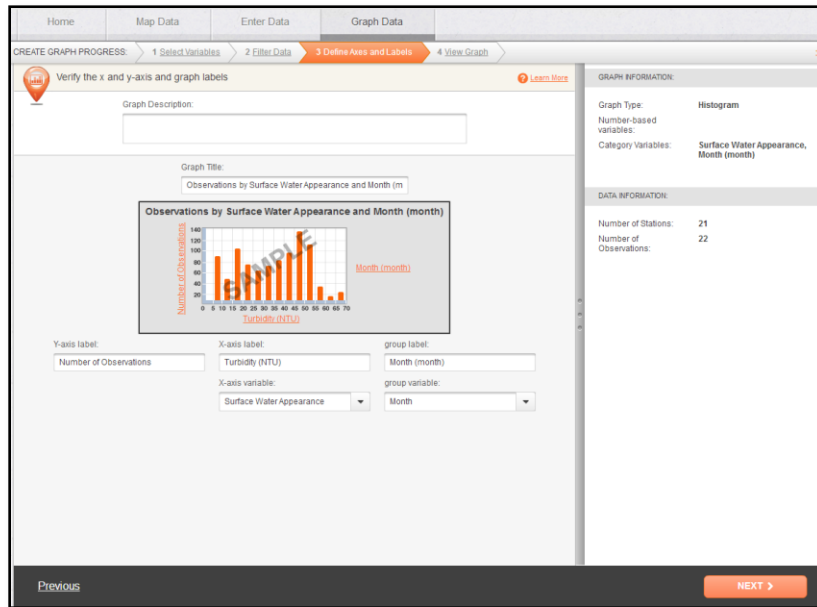 Home Map Data Enter Data Graph Data
CREATE GRAPH PROGRESS: 1 Select Variables 2 Filter Data 3 Define Axes and Labels 4 View Graph
Verify the x and y-axis and graph labels
Learn More
Graph Description:
Graph Title:
Observations by Surface Water Appearance and Month (m
Observations by Surface Water Appearance and Month (month)
Number of Observations
140
120
100
80
60
40
20
SAMPLE
0 5 10 15 20 25 30 35 40 45 50 55 60 65 70
Turbidity (NTU)
Month (month)
Y-axis label: X-axis label: group label:
Number of Observations Turbidity (NTU) Month (month)
X-axis variable: group variable:
Surface Water Appearance Month
GRAPH INFORMATION:
Graph Type: Histogram
Number-based
variables:
Category Variables: Surface Water Appearance,
Month (month)
DATA INFORMATION:
Number of Stations: 21
Number of 22
Observations:
Previous
NEXT